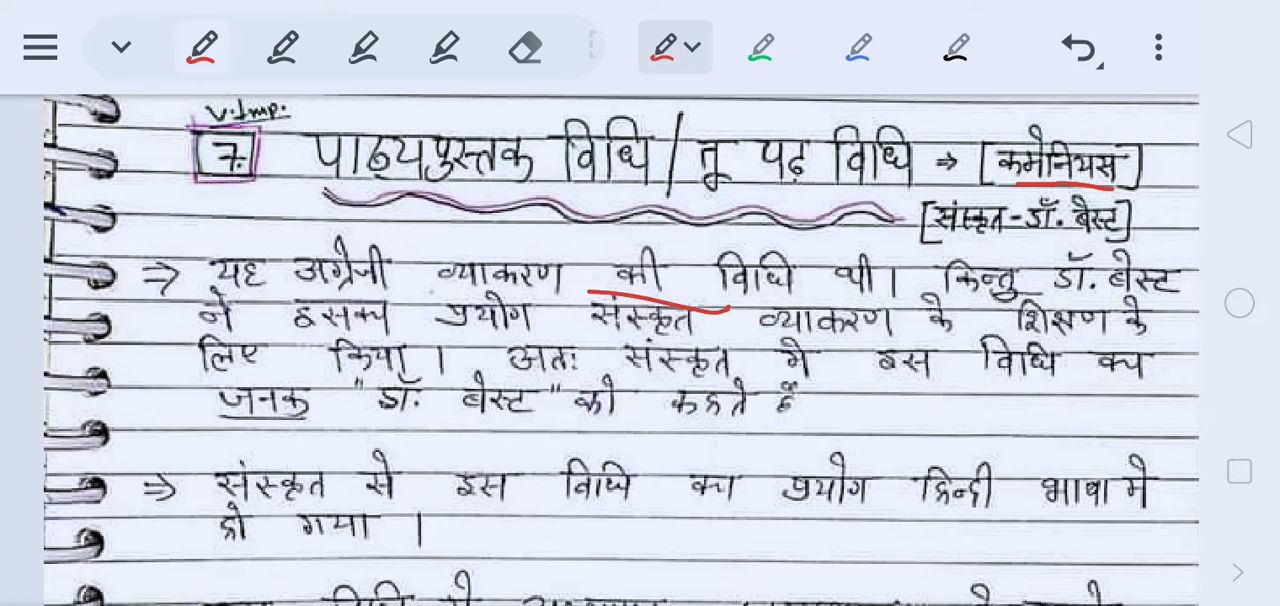 V. Imp.
7. पाठ्यपुस्तक विधि / तू पढ़ विधि ⇒ [कमेनियस]
[संस्कृत - डॉ. बेस्ट]
⇒ यह अग्रेजी व्याकरण की विधि थी। किन्तु डॉ. बेस्ट
ने इसका प्रयोग संस्कृत व्याकरण के शिक्षण के
लिए किया। अतः संस्कृत मे इस विधि का
जनक "डॉ. बेस्ट" को कहते हैं
⇒ संस्कृत से इस विधि का प्रयोग हिन्दी भाषा मे
हो गया।
विधि मे